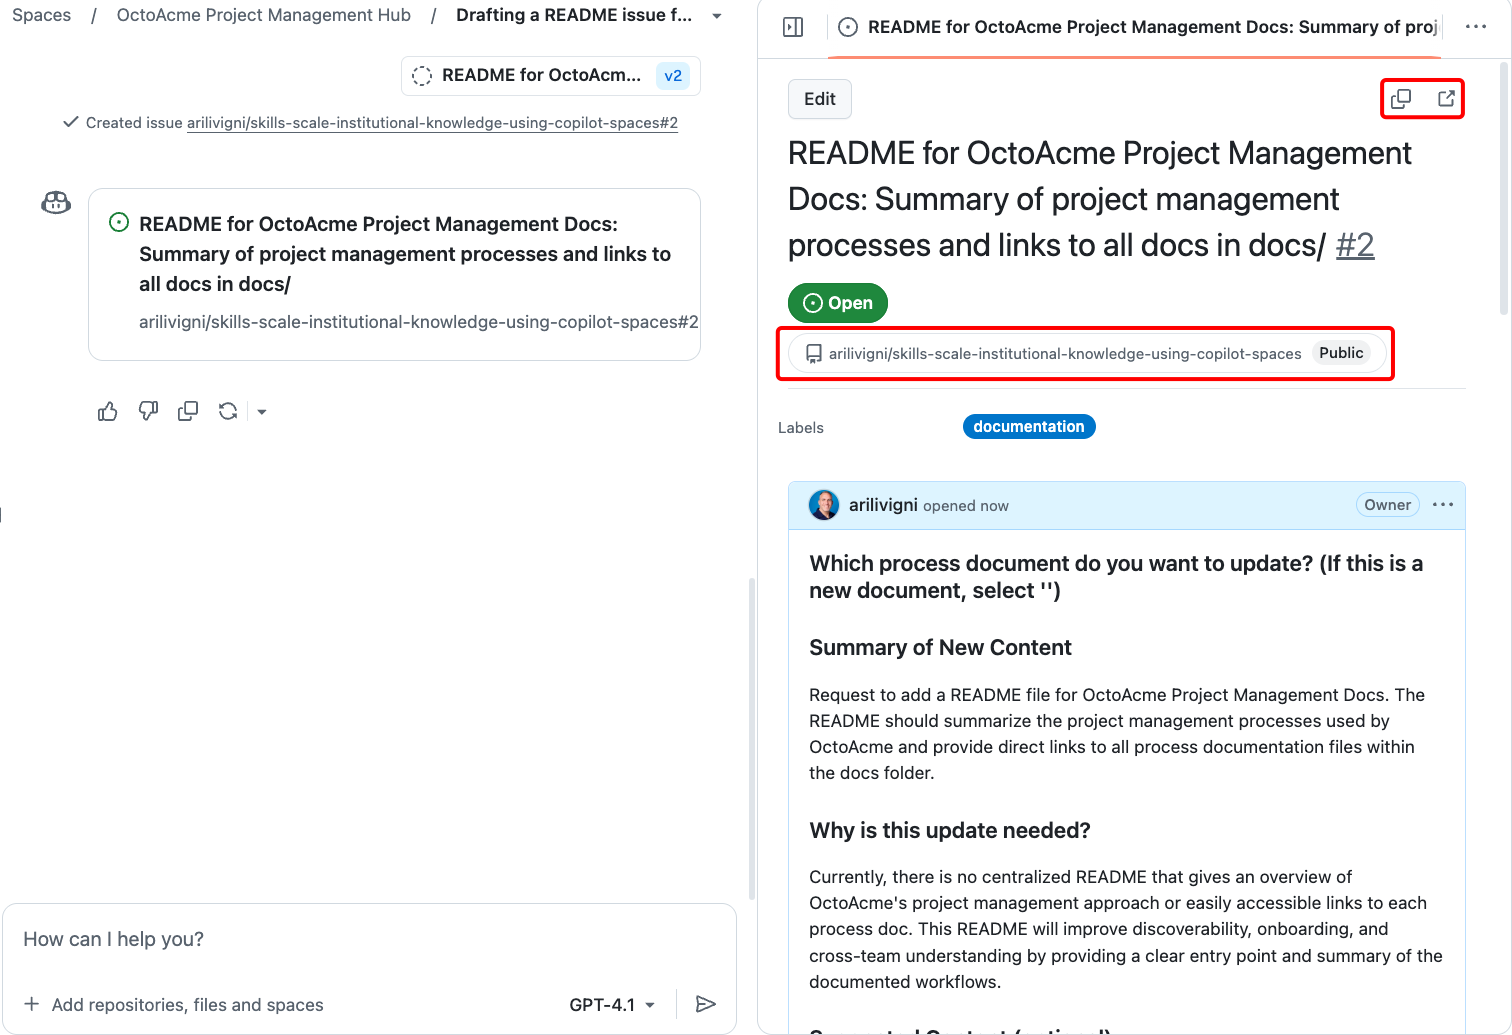 Spaces / OctoAcme Project Management Hub / Drafting a README issue f...
README for OctoAcm... v2
Created issue arilivigni/skills-scale-institutional-knowledge-using-copilot-spaces#2
README for OctoAcme Project Management Docs:
Summary of project management processes and links to
all docs in docs/
arilivigni/skills-scale-institutional-knowledge-using-copilot-spaces#2
How can I help you?
Add repositories, files and spaces
GPT-4.1
README for OctoAcme Project Management Docs: Summary of proj
Edit
README for OctoAcme Project Management
Docs: Summary of project management
processes and links to all docs in docs/ #2
Open
arilivigni/skills-scale-institutional-knowledge-using-copilot-spaces Public
Labels documentation
arilivigni opened now Owner
Which process document do you want to update? (If this is a
new document, select '')
Summary of New Content
Request to add a README file for OctoAcme Project Management Docs. The
README should summarize the project management processes used by
OctoAcme and provide direct links to all process documentation files within
the docs folder.
Why is this update needed?
Currently, there is no centralized README that gives an overview of
OctoAcme's project management approach or easily accessible links to each
process doc. This README will improve discoverability, onboarding, and
cross-team understanding by providing a clear entry point and summary of the
documented workflows.